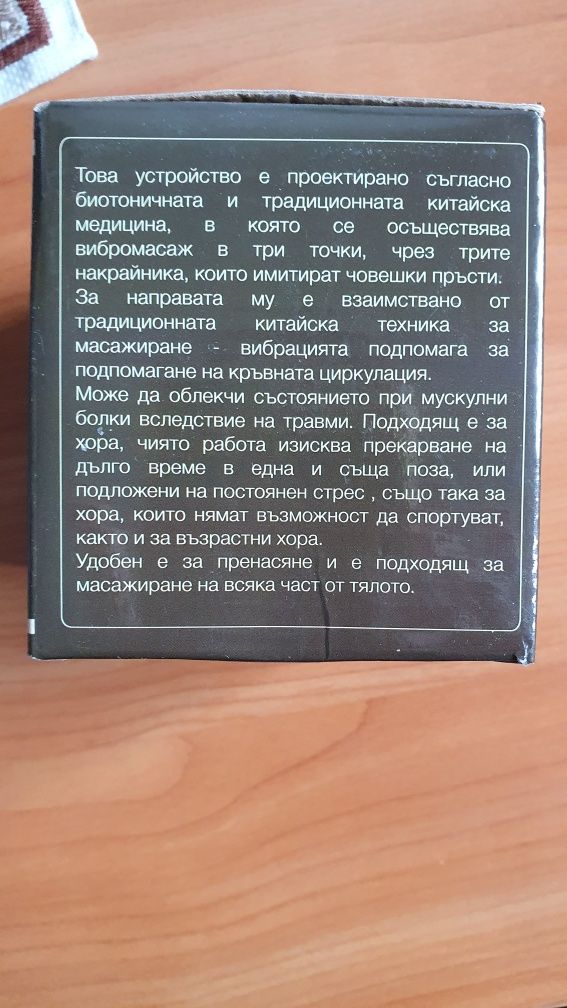 Това устройство е проектирано съгласно
биотоничната и традиционната китайска
медицина, в която се осъществява
вибромасаж в три точки, чрез трите
накрайника, които имитират човешки пръсти.
За направата му е взаимствано от
традиционната китайска техника за
масажиране - вибрацията подпомага за
подпомагане на кръвната циркулация.
Може да облекчи състоянието при мускулни
болки вследствие на травми. Подходящ е за
хора, чиято работа изисква прекарване на
дълго време в една и съща поза, или
подложени на постоянен стрес , също така за
хора, които нямат възможност да спортуват,
както и за възрастни хора.
Удобен е за пренасяне и е подходящ за
масажиране на всяка част от тялото.